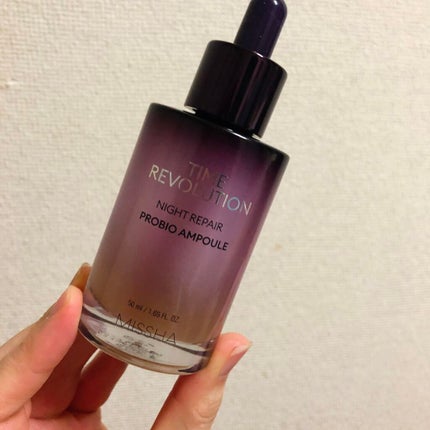 TIME
REVOLUTION
NIGHT REPAIR
PROBIO AMPOULE
50 ml / 1.69 FL. OZ
MISSHA